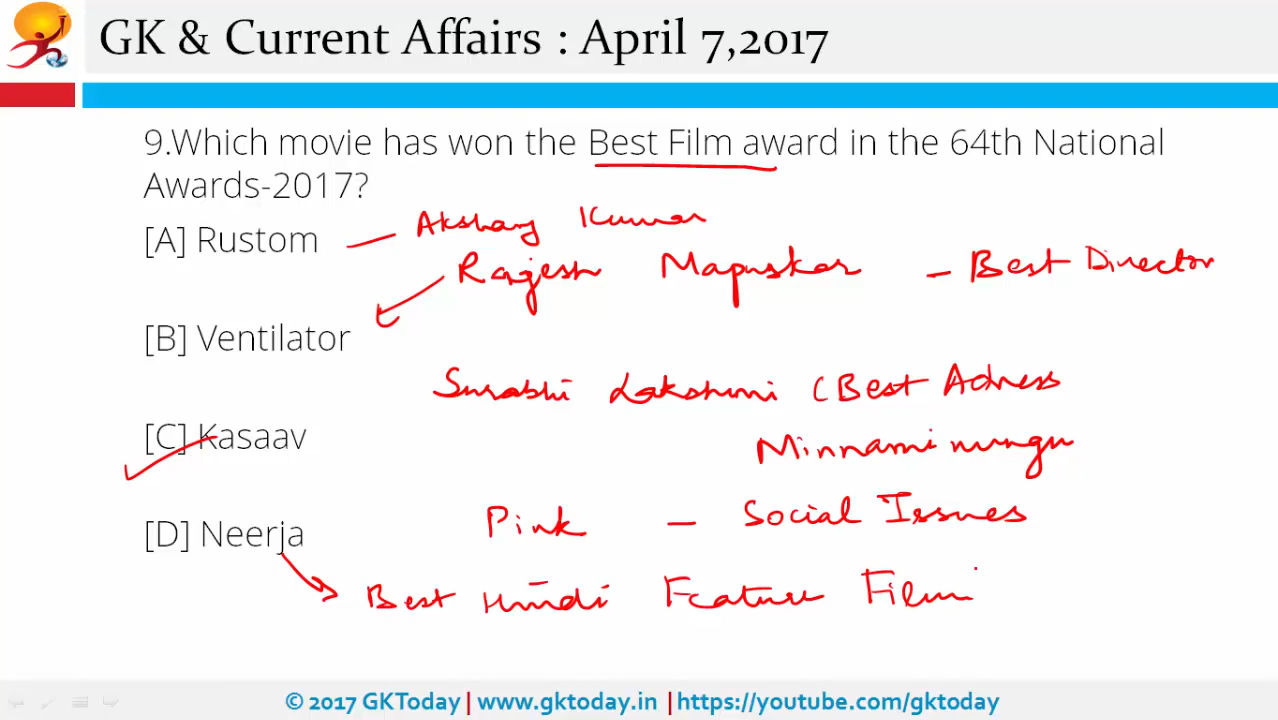 GK & Current Affairs : April 7,2017
9.Which movie has won the Best Film award in the 64th National
Awards-2017?
[A] Rustom — Akshay Kumar
Rajesh Mapuskar – Best Director
[B] Ventilator
Surabhi Lakshmi (Best Actress
[C] Kasaav
Minnaminungu
Pink – Social Issues
[D] Neerja
Best Hindi Feature Film
© 2017 GKToday | www.gktoday.in | https://youtube.com/gktoday